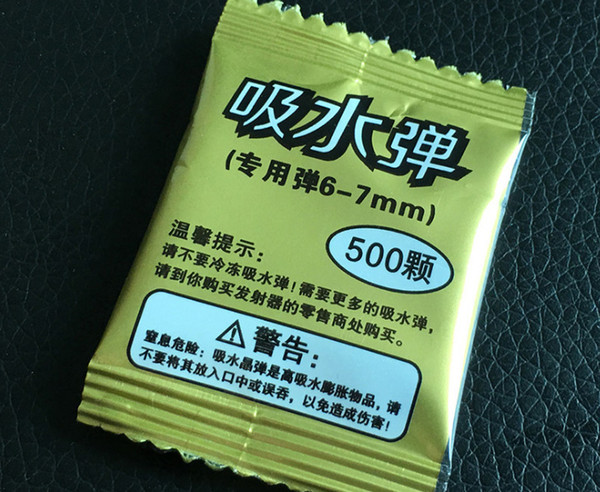 吸水弹
(专用弹6-7mm)
500颗
温馨提示：
请不要冷冻吸水弹！需要更多的吸水弹，
请到你购买发射器的零售商处购买。
警告：
窒息危险：吸水晶弹是高吸水膨胀物品，请
不要将其放入口中或误吞，以免造成伤害！